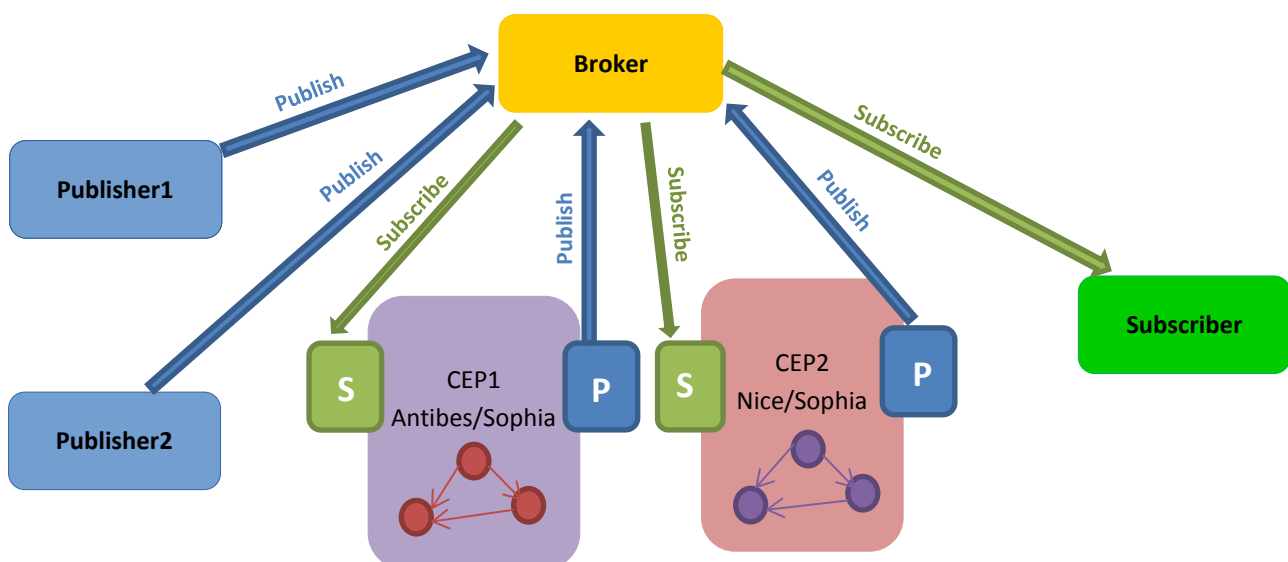 Broker
Publish
Publisher1
Publish
Subscribe
Publish
Subscribe
Publish
Subscribe
Subscriber
Publisher2
S
CEP1
Antibes/Sophia
P
S
CEP2
Nice/Sophia
P